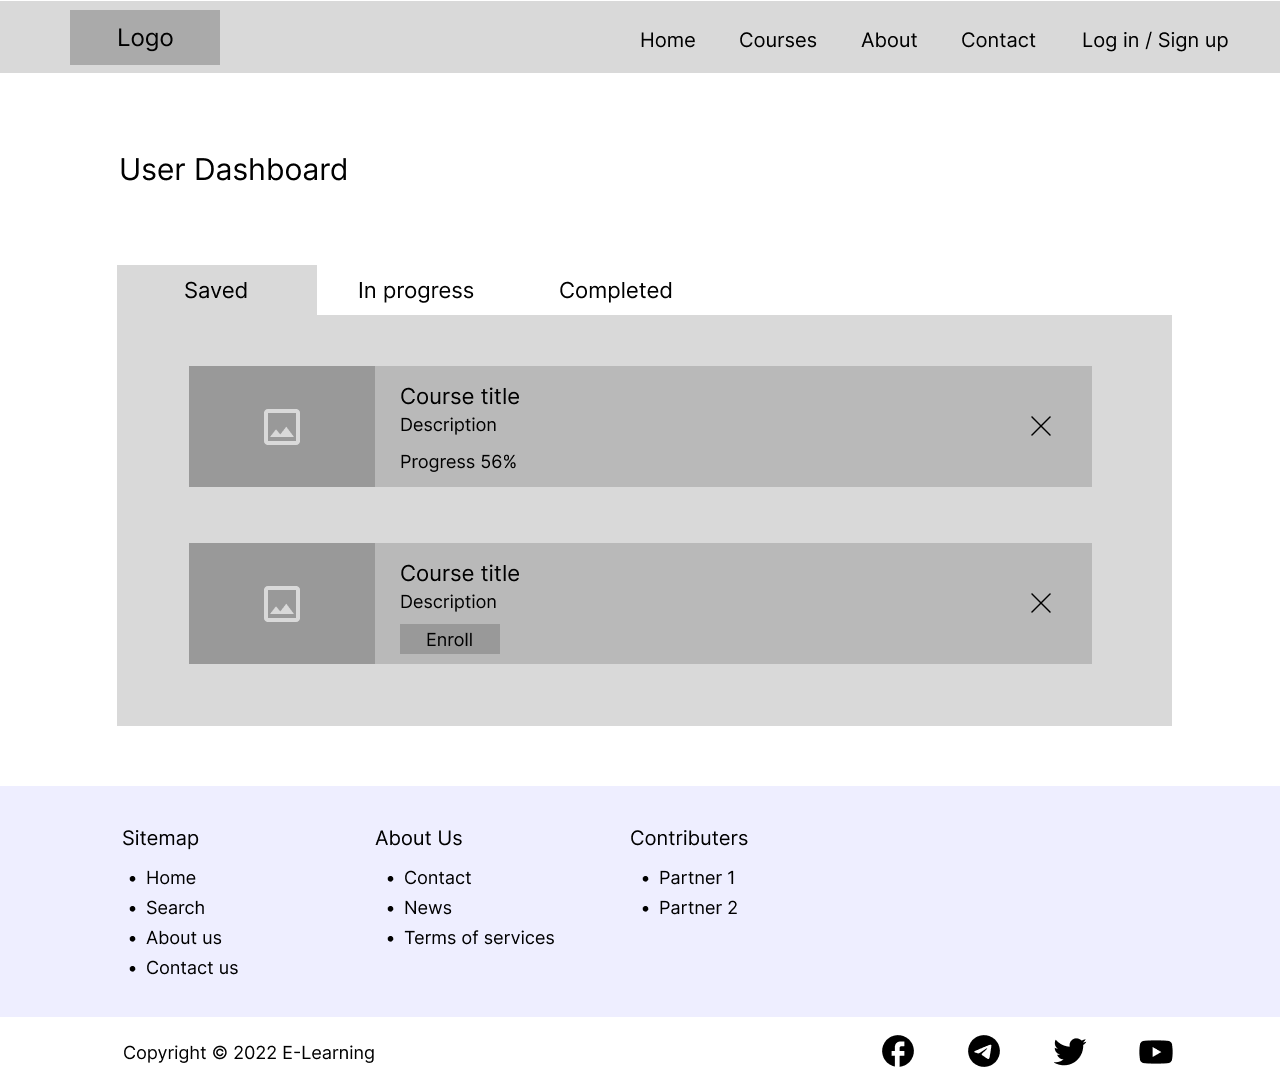 Logo
Home Courses About Contact Log in / Sign up
User Dashboard
Saved In progress Completed
Course title
Description
Progress 56%
Course title
Description
Enroll
Sitemap
• Home
• Search
• About us
• Contact us
About Us
• Contact
• News
• Terms of services
Contributers
• Partner 1
• Partner 2
Copyright © 2022 E-Learning